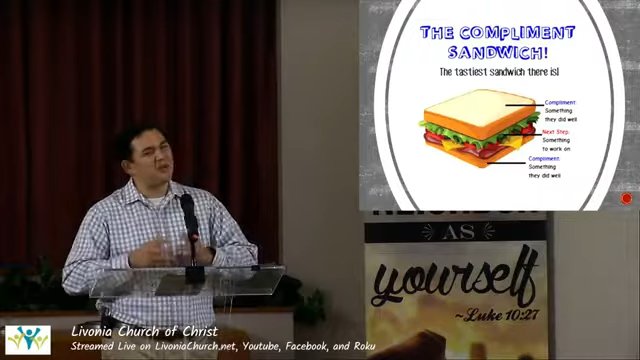 THE COMPLIMENT
SANDWICH!
The tastiest sandwich there is!
Compliment:
Something
they did well
Next Step:
Something
to work on
Compliment:
Something
they did well
NEIGHBOR
AS
yourself
~Luke 10:27
Livonia Church of Christ
Streamed Live on LivoniaChurch.net, Youtube, Facebook, and Roku